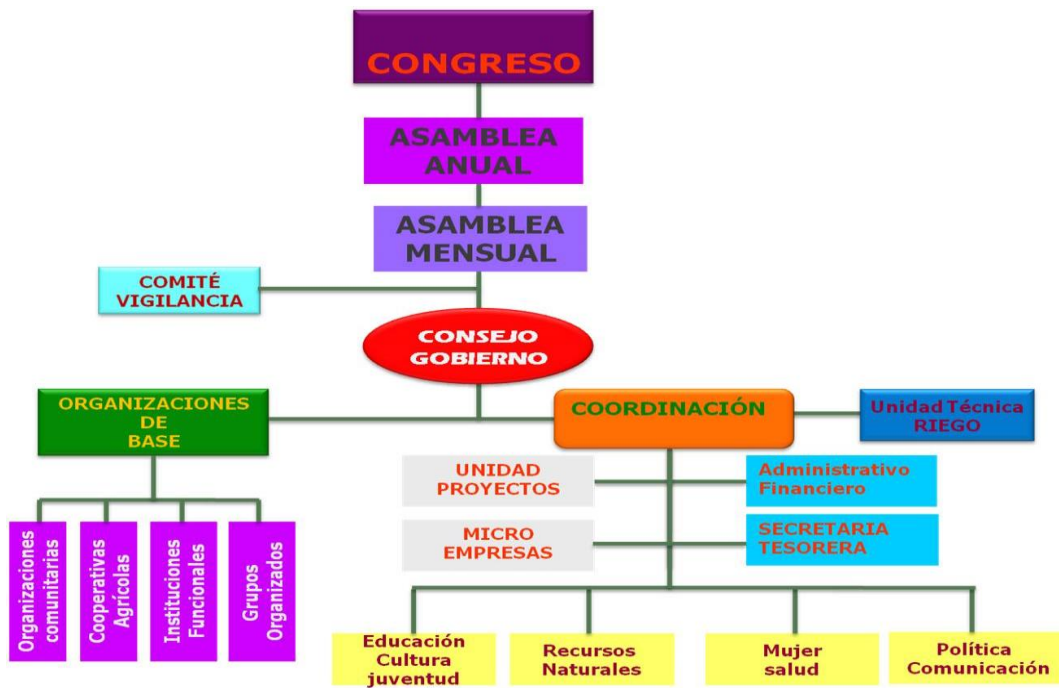 CONGRESO
ASAMBLEA
ANUAL
ASAMBLEA
MENSUAL
COMITÉ
VIGILANCIA
CONSEJO
GOBIERNO
ORGANIZACIONES
DE
BASE
COORDINACIÓN
Unidad Técnica
RIEGO
UNIDAD
PROYECTOS
Administrativo
Financiero
MICRO
EMPRESAS
SECRETARIA
TESORERA
Organizaciones
comunitarias
Cooperativas
Agrícolas
Instituciones
Funcionales
Grupos
Organizados
Educación
Cultura
juventud
Recursos
Naturales
Mujer
salud
Política
Comunicación